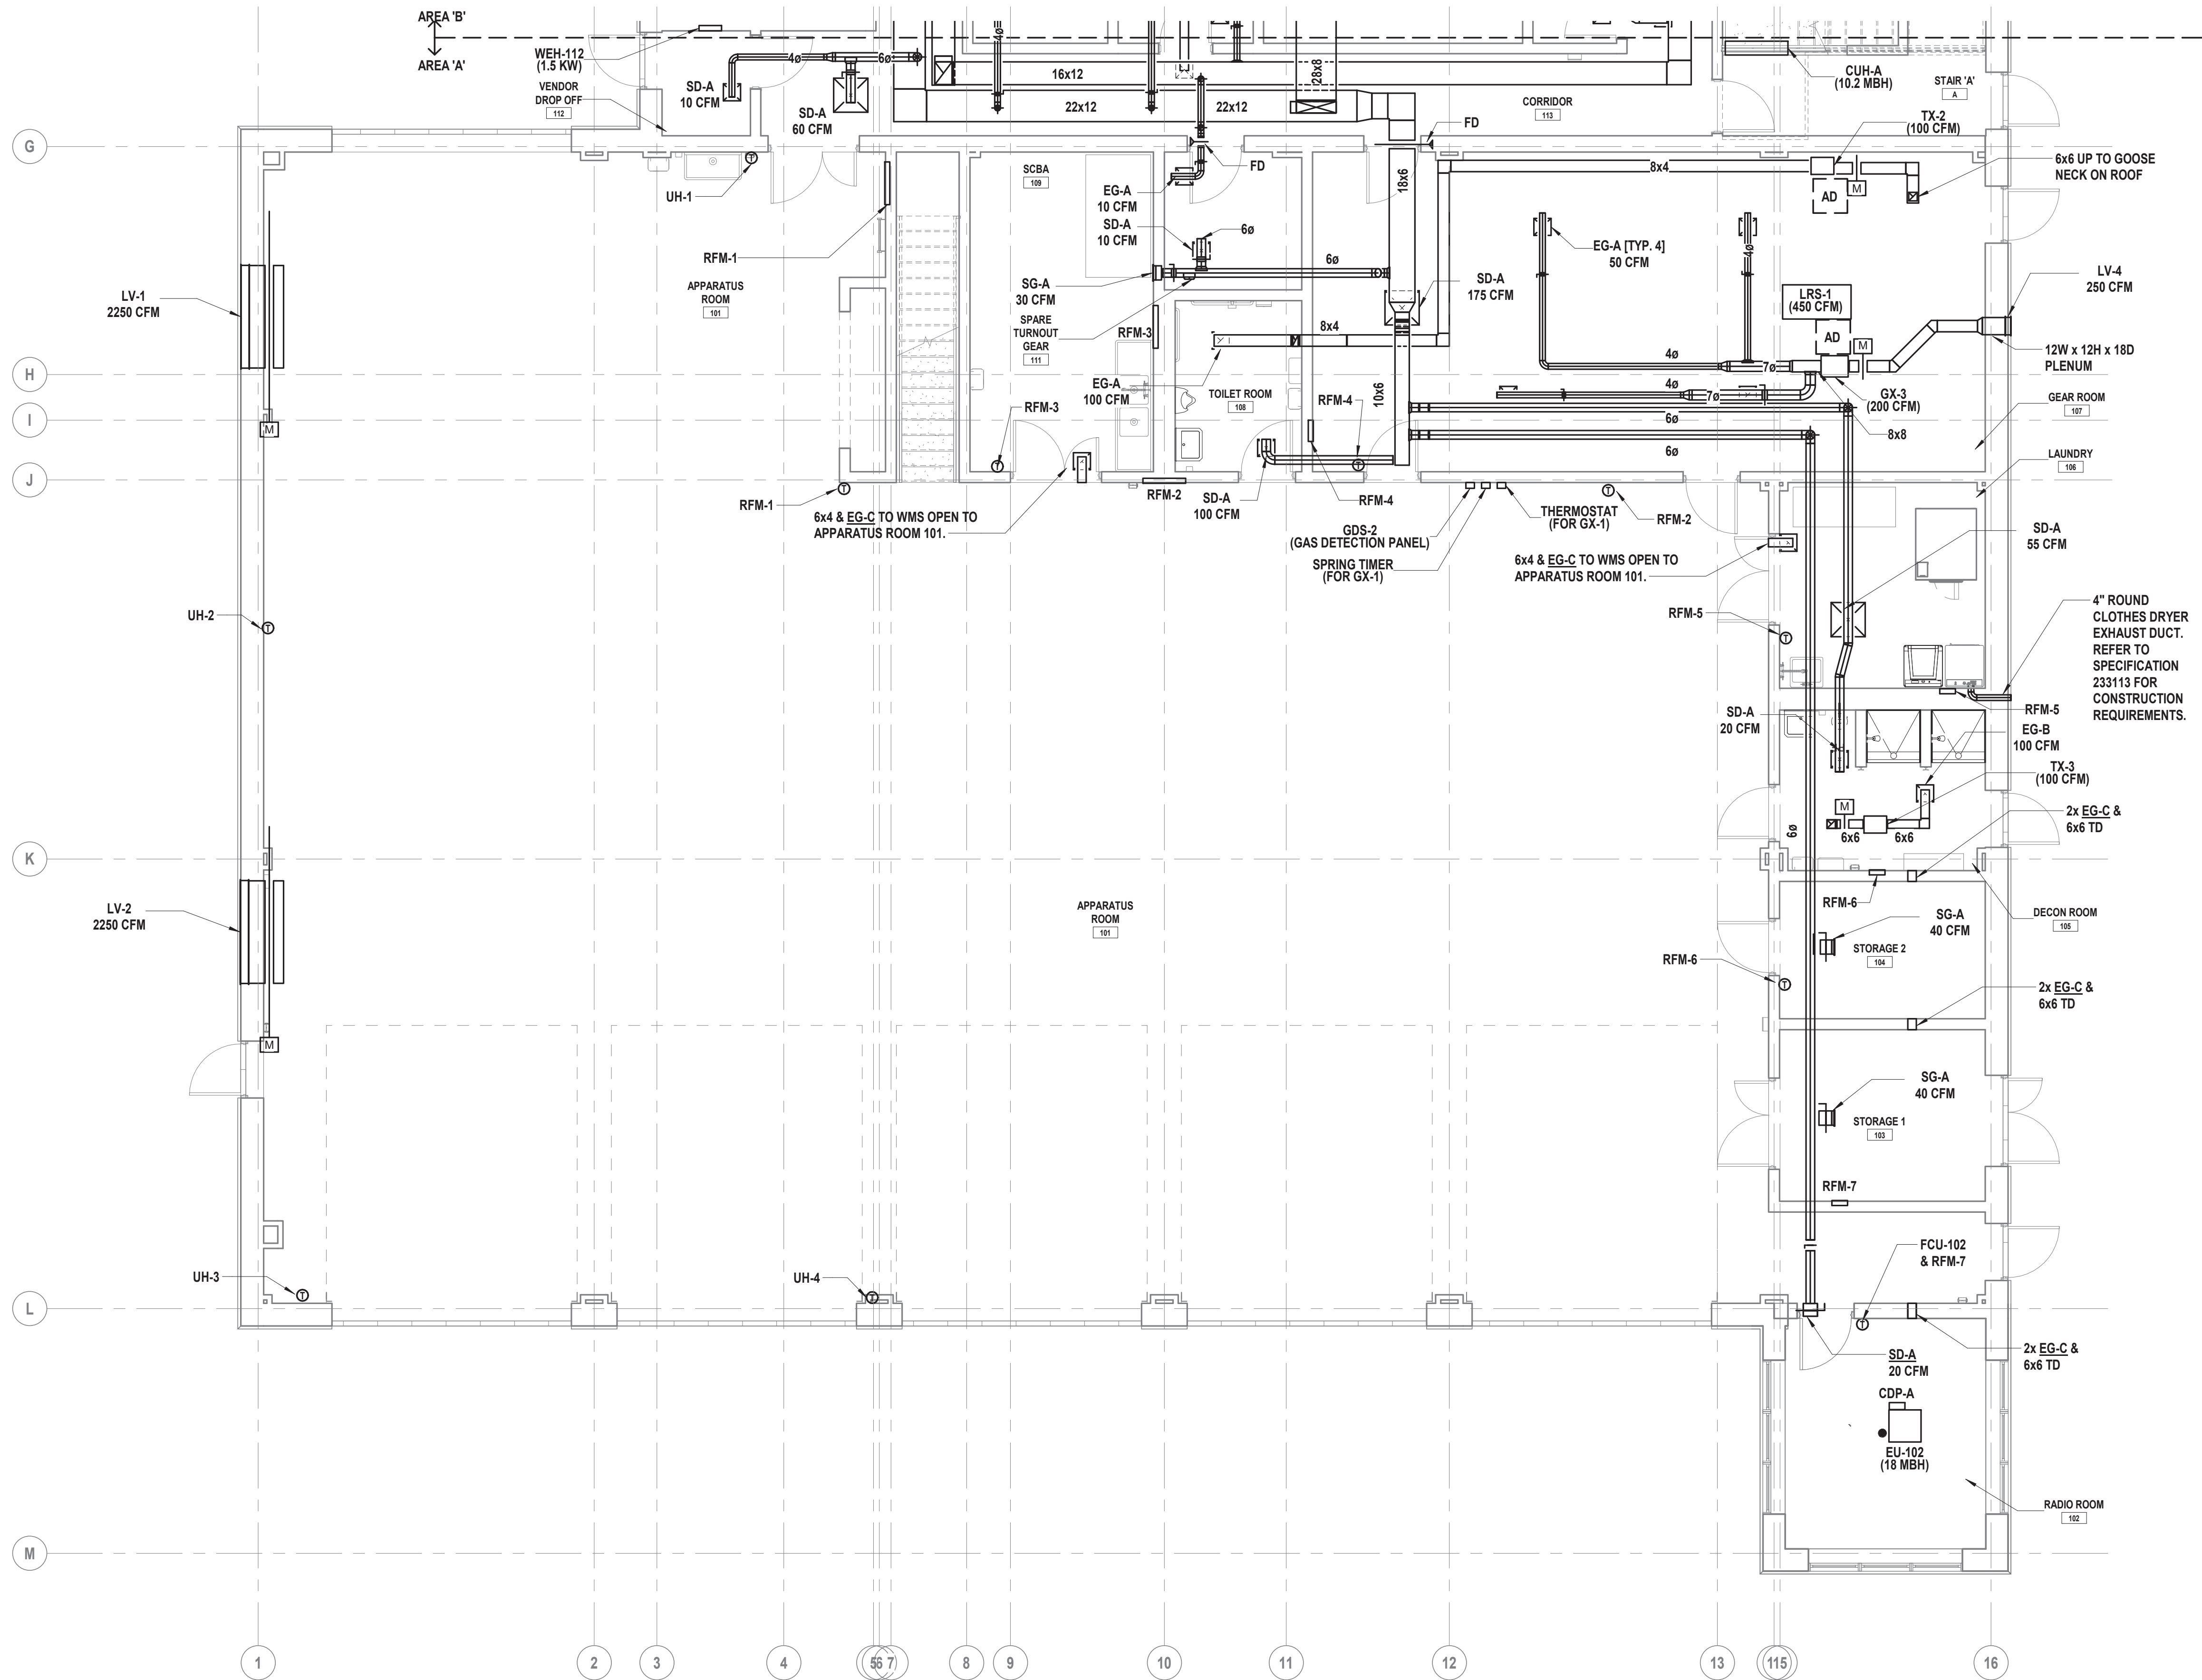 AREA 'B'
AREA 'A'
WEH-112
(1.5 KW)
VENDOR
DROP OFF
112
SD-A
10 CFM
4ø
6ø
SD-A
60 CFM
4ø
16x12
22x12
22x12
28x8
CORRIDOR
113
CUH-A
(10.2 MBH)
STAIR 'A'
A
TX-2
(100 CFM)
FD
FD
G
UH-1
T
SCBA
109
EG-A
10 CFM
SD-A
10 CFM
6ø
18x6
8x4
M
AD
6x6 UP TO GOOSE
NECK ON ROOF
RFM-1
LV-1
2250 CFM
APPARATUS
ROOM
101
SG-A
30 CFM
SPARE
TURNOUT
GEAR
111
6ø
RFM-3
8x4
SD-A
175 CFM
EG-A [TYP. 4]
50 CFM
4ø
LRS-1
(450 CFM)
AD
M
LV-4
250 CFM
12W x 12H x 18D
PLENUM
H
EG-A
100 CFM
TOILET ROOM
108
RFM-3
T
RFM-4
10x6
4ø
7ø
4ø
7ø
GX-3
(200 CFM)
8x8
GEAR ROOM
107
I
M
6ø
6ø
T
LAUNDRY
106
J
RFM-1
T
6x4 & EG-C TO WMS OPEN TO
APPARATUS ROOM 101.
RFM-2
SD-A
100 CFM
RFM-4
GDS-2
(GAS DETECTION PANEL)
SPRING TIMER
(FOR GX-1)
THERMOSTAT
(FOR GX-1)
T
RFM-2
6x4 & EG-C TO WMS OPEN TO
APPARATUS ROOM 101.
SD-A
55 CFM
UH-2
T
RFM-5
T
4" ROUND
CLOTHES DRYER
EXHAUST DUCT.
REFER TO
SPECIFICATION
233113 FOR
CONSTRUCTION
REQUIREMENTS.
RFM-5
SD-A
20 CFM
EG-B
100 CFM
TX-3
(100 CFM)
M
6x6
6x6
6ø
2x EG-C &
6x6 TD
K
LV-2
2250 CFM
APPARATUS
ROOM
101
RFM-6
SG-A
40 CFM
DECON ROOM
105
STORAGE 2
104
RFM-6
T
2x EG-C &
6x6 TD
M
SG-A
40 CFM
STORAGE 1
103
RFM-7
FCU-102
& RFM-7
UH-3
T
UH-4
T
T
L
SD-A
20 CFM
2x EG-C &
6x6 TD
CDP-A
EU-102
(18 MBH)
RADIO ROOM
102
M
1
2
3
4
5
6
7
8
9
10
11
12
13
15
16